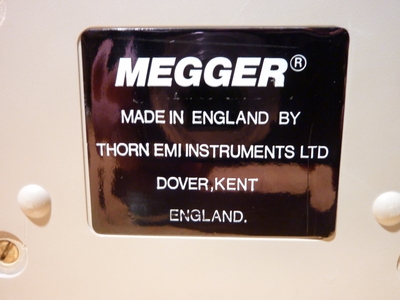 MEGGER®
MADE IN ENGLAND BY
THORN EMI INSTRUMENTS LTD
DOVER,KENT
ENGLAND.